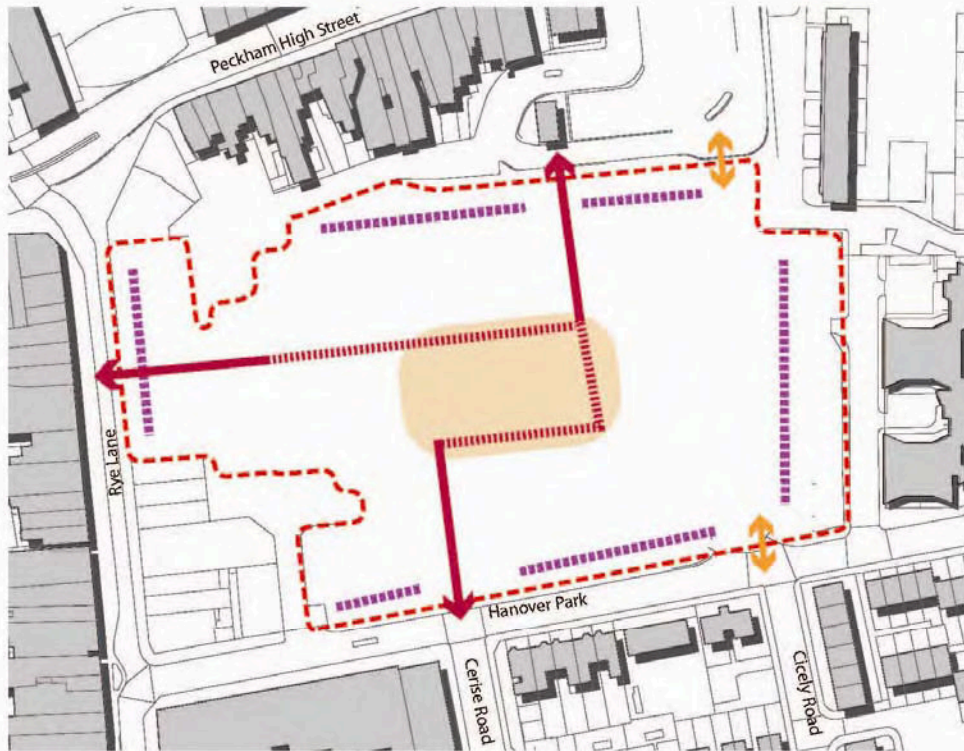 Peckham High Street
Rye Lane
Hanover Park
Cerise Road
Cicely Road